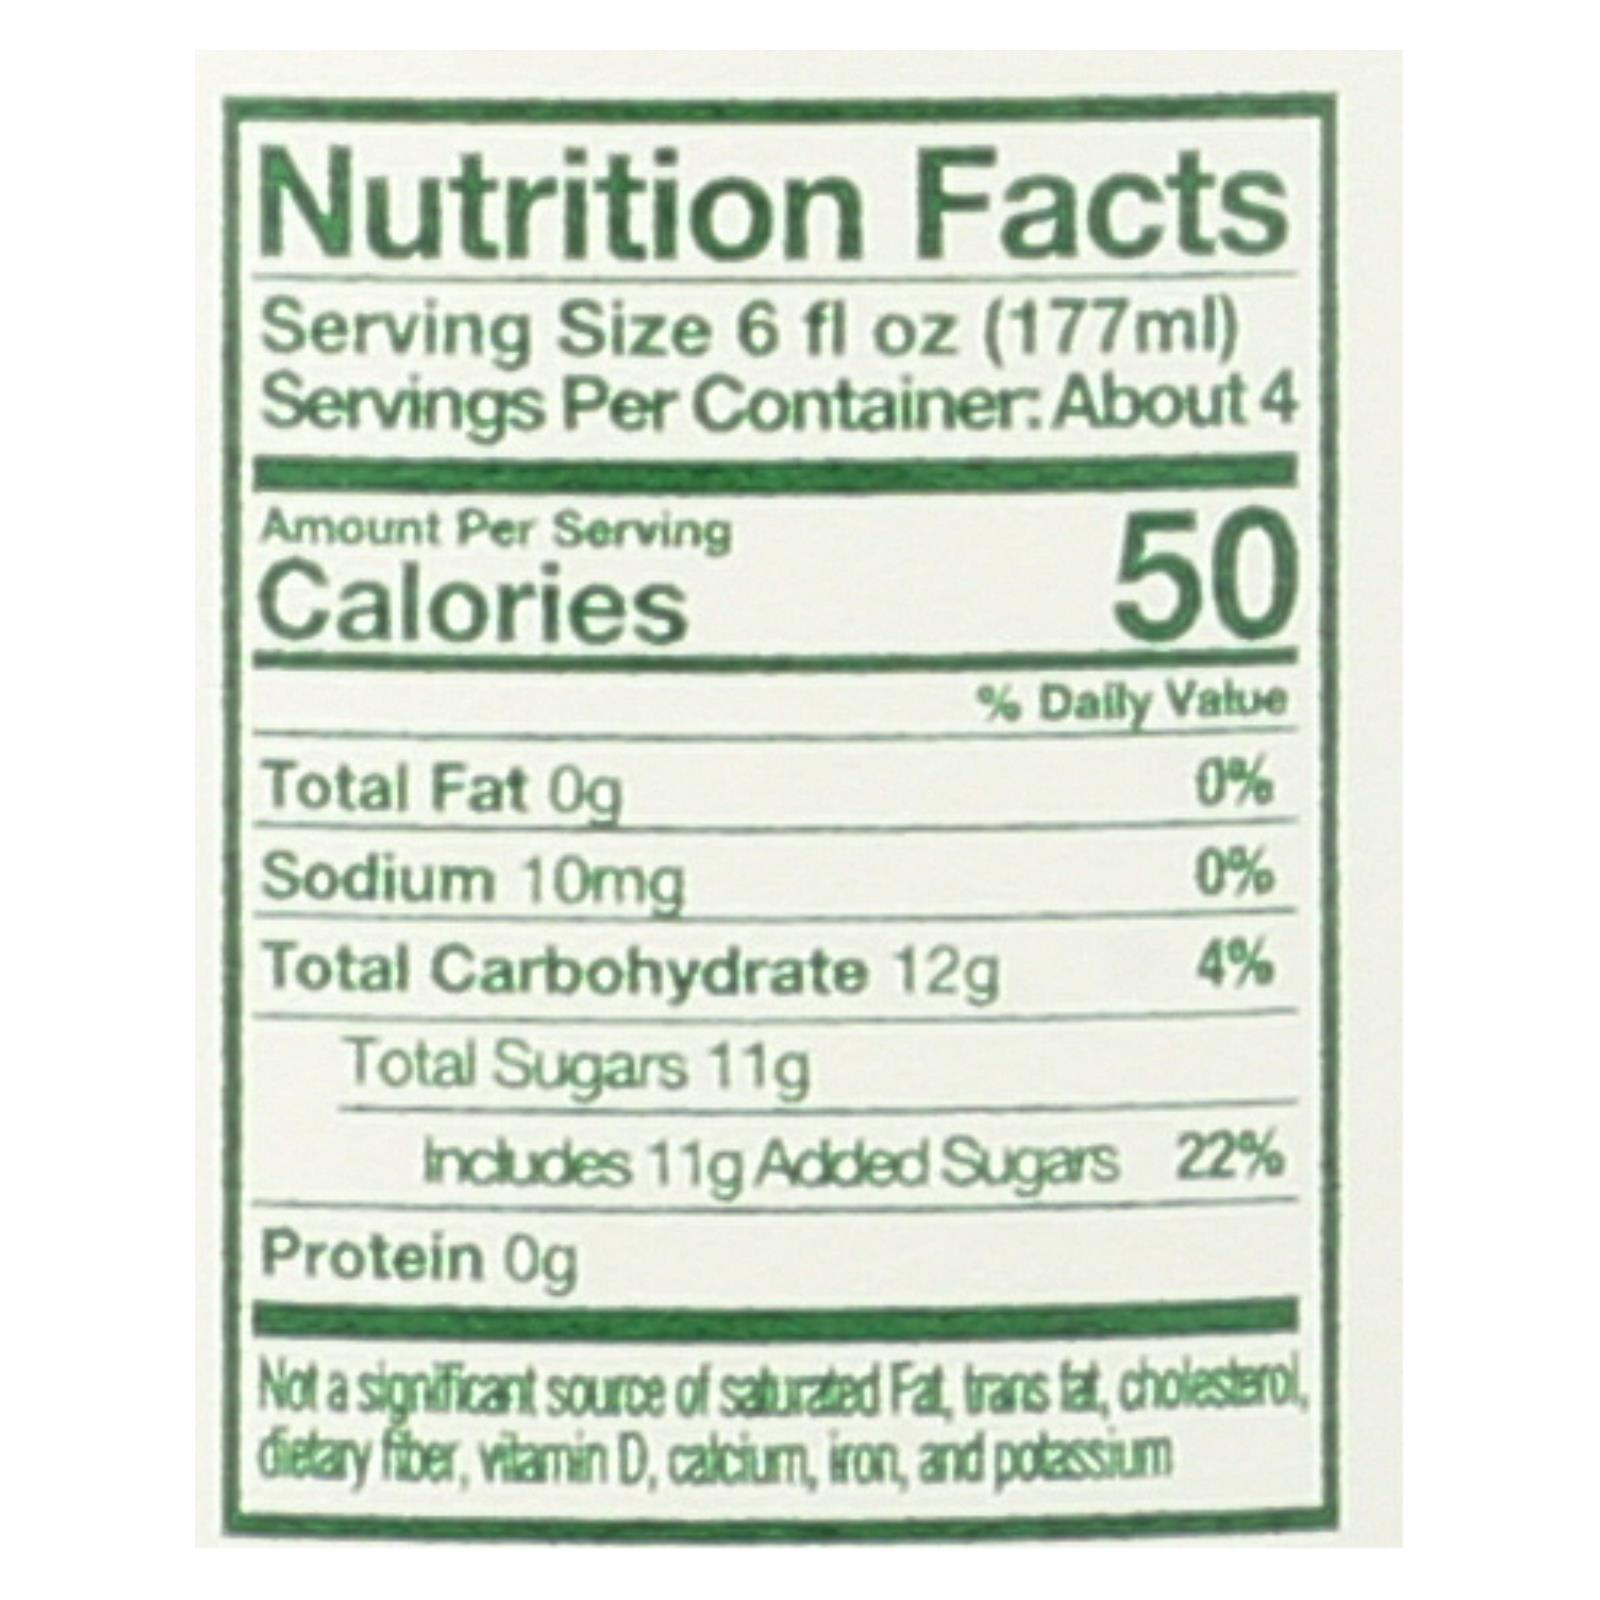 Nutrition Facts
Serving Size 6 fl oz (177ml)
Servings Per Container: About 4
Amount Per Serving
Calories 50
% Daily Value
Total Fat 0g 0%
Sodium 10mg 0%
Total Carbohydrate 12g 4%
Total Sugars 11g
Includes 11g Added Sugars 22%
Protein 0g
Not a significant source of saturated Fat, trans fat, cholesterol,
dietary fiber, vitamin D, calcium, iron, and potassium